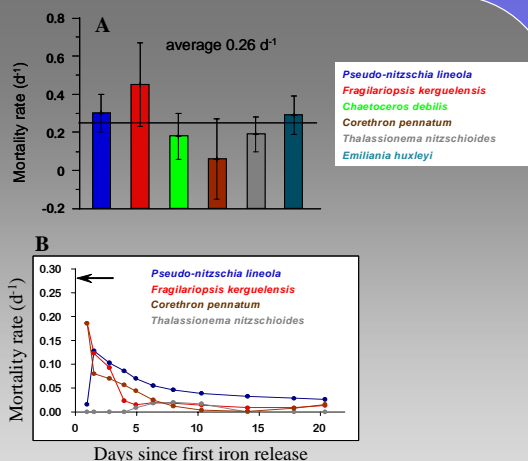 A
average 0.26 d-1
Mortality rate (d-1)
0.8
0.6
0.4
0.2
0
-0.2
Pseudo-nitzschia lineola
Fragilariopsis kerguelensis
Chaetoceros debilis
Corethron pennatum
Thalassionema nitzschioides
Emiliania huxleyi
B
Mortality rate (d-1)
0.30
0.25
0.20
0.15
0.10
0.05
0.00
Pseudo-nitzschia lineola
Fragilariopsis kerguelensis
Corethron pennatum
Thalassionema nitzschioides
0 5 10 15 20
Days since first iron release